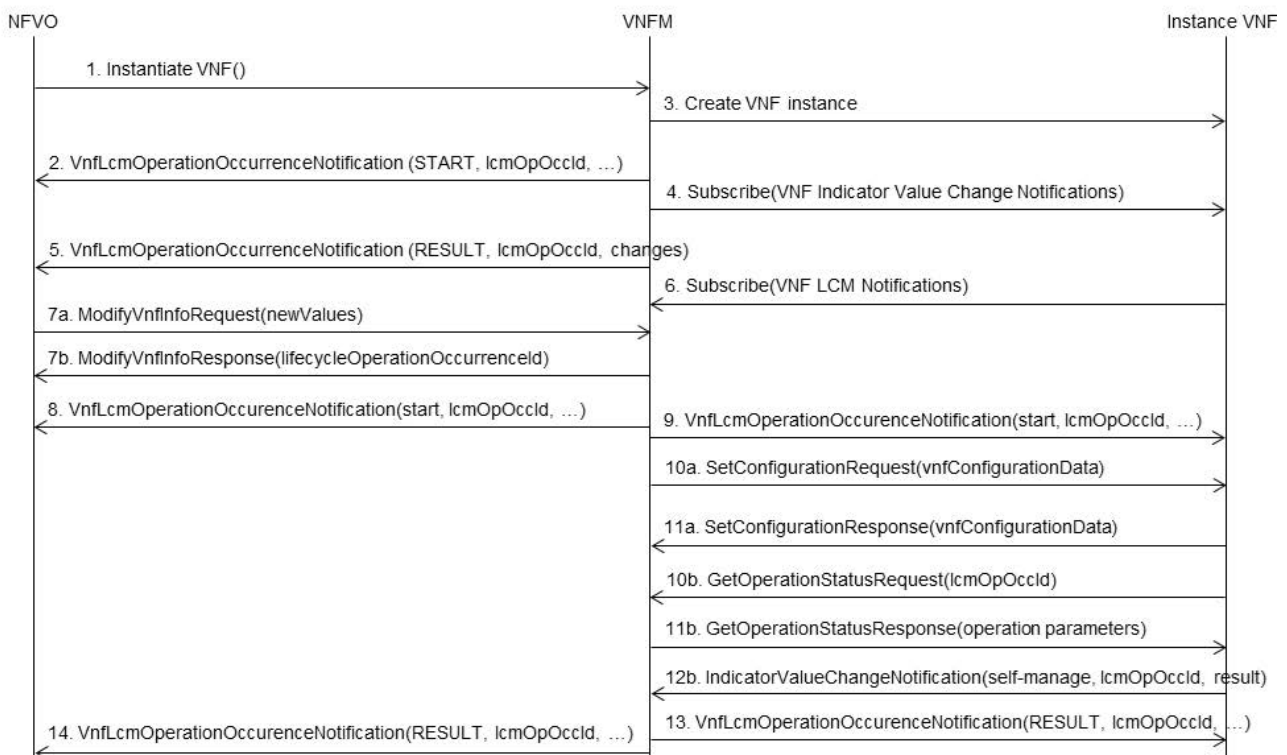 NFVO VNFM Instance VNF
1. Instantiate VNF()
3. Create VNF instance
2. VnfLcmOperationOccurrenceNotification (START, lcmOpOccId, …)
4. Subscribe(VNF Indicator Value Change Notifications)
5. VnfLcmOperationOccurrenceNotification (RESULT, lcmOpOccId, changes)
6. Subscribe(VNF LCM Notifications)
7a. ModifyVnfInfoRequest(newValues)
7b. ModifyVnfInfoResponse(lifecycleOperationOccurrenceId)
8. VnfLcmOperationOccurenceNotification(start, lcmOpOccId, …)
9. VnfLcmOperationOccurenceNotification(start, lcmOpOccId, …)
10a. SetConfigurationRequest(vnfConfigurationData)
11a. SetConfigurationResponse(vnfConfigurationData)
10b. GetOperationStatusRequest(lcmOpOccId)
11b. GetOperationStatusResponse(operation parameters)
12b. IndicatorValueChangeNotification(self-manage, lcmOpOccId, result)
13. VnfLcmOperationOccurenceNotification(RESULT, lcmOpOccId, …)
14. VnfLcmOperationOccurenceNotification(RESULT, lcmOpOccId, …)